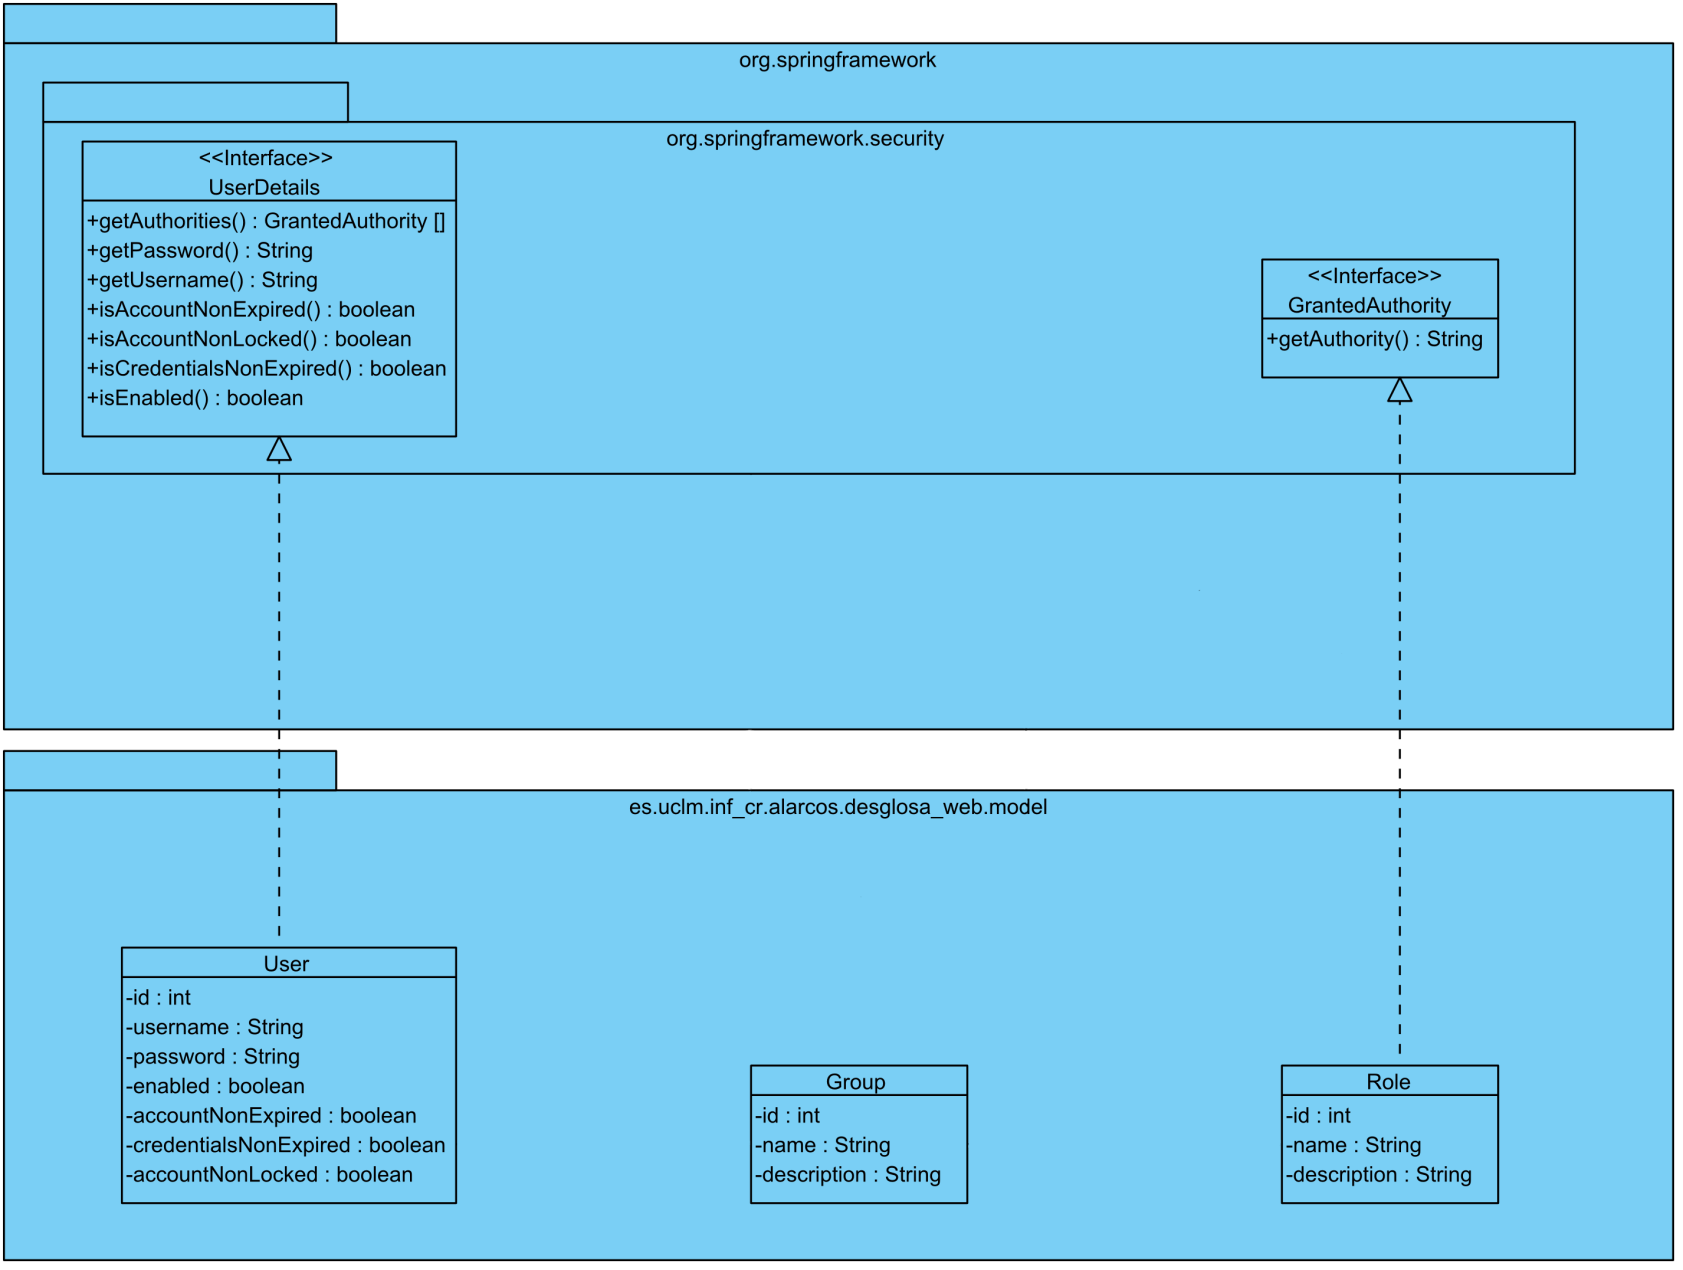 org.springframework
org.springframework.security
<<Interface>>
UserDetails
+getAuthorities() : GrantedAuthority []
+getPassword() : String
+getUsername() : String
+isAccountNonExpired() : boolean
+isAccountNonLocked() : boolean
+isCredentialsNonExpired() : boolean
+isEnabled() : boolean
<<Interface>>
GrantedAuthority
+getAuthority() : String
es.uclm.inf_cr.alarcos.desglosa_web.model
User
-id : int
-username : String
-password : String
-enabled : boolean
-accountNonExpired : boolean
-credentialsNonExpired : boolean
-accountNonLocked : boolean
Group
-id : int
-name : String
-description : String
Role
-id : int
-name : String
-description : String